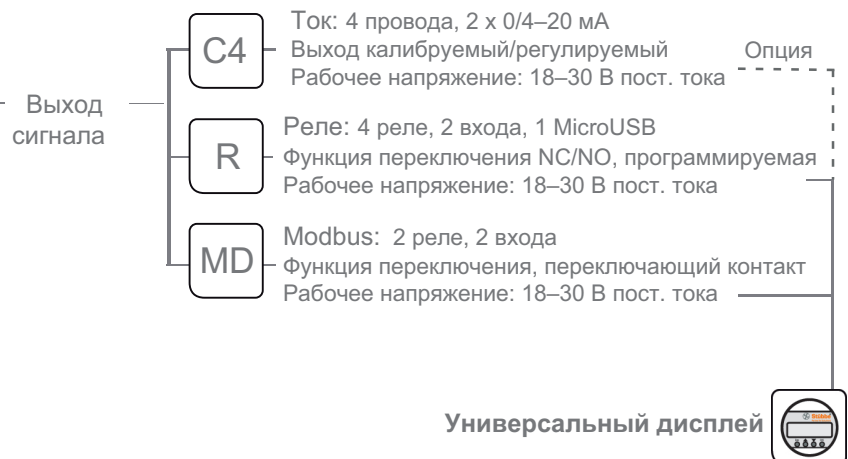 Ток: 4 провода, 2 x 0/4–20 мА
C4
Выход калибруемый/регулируемый
Опция
Рабочее напряжение: 18–30 В пост. тока
Выход
сигнала
Реле: 4 реле, 2 входа, 1 MicroUSB
R
Функция переключения NC/NO, программируемая
Рабочее напряжение: 18–30 В пост. тока
Modbus: 2 реле, 2 входа
MD
Функция переключения, переключающий контакт
Рабочее напряжение: 18–30 В пост. тока
Универсальный дисплей